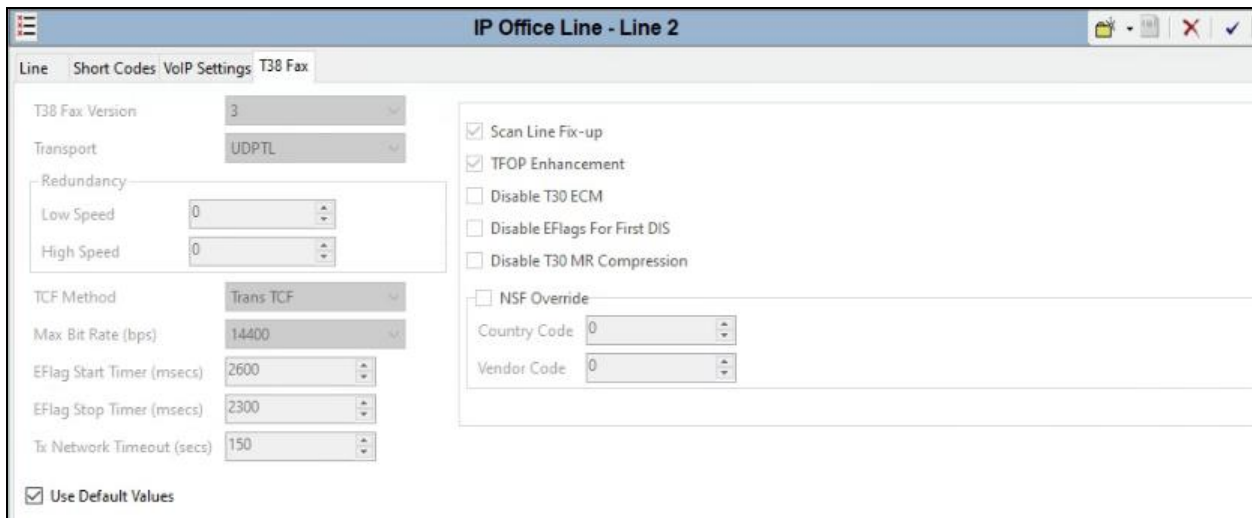 IP Office Line - Line 2
Line Short Codes VoIP Settings T38 Fax
T38 Fax Version 3
Transport UDPTL
Redundancy
Low Speed 0
High Speed 0
TCF Method Trans TCF
Max Bit Rate (bps) 14400
EFlag Start Timer (msecs) 2600
EFlag Stop Timer (msecs) 2300
Tx Network Timeout (secs) 150
Use Default Values
Scan Line Fix-up
TFOP Enhancement
Disable T30 ECM
Disable EFlags For First DIS
Disable T30 MR Compression
NSF Override
Country Code 0
Vendor Code 0